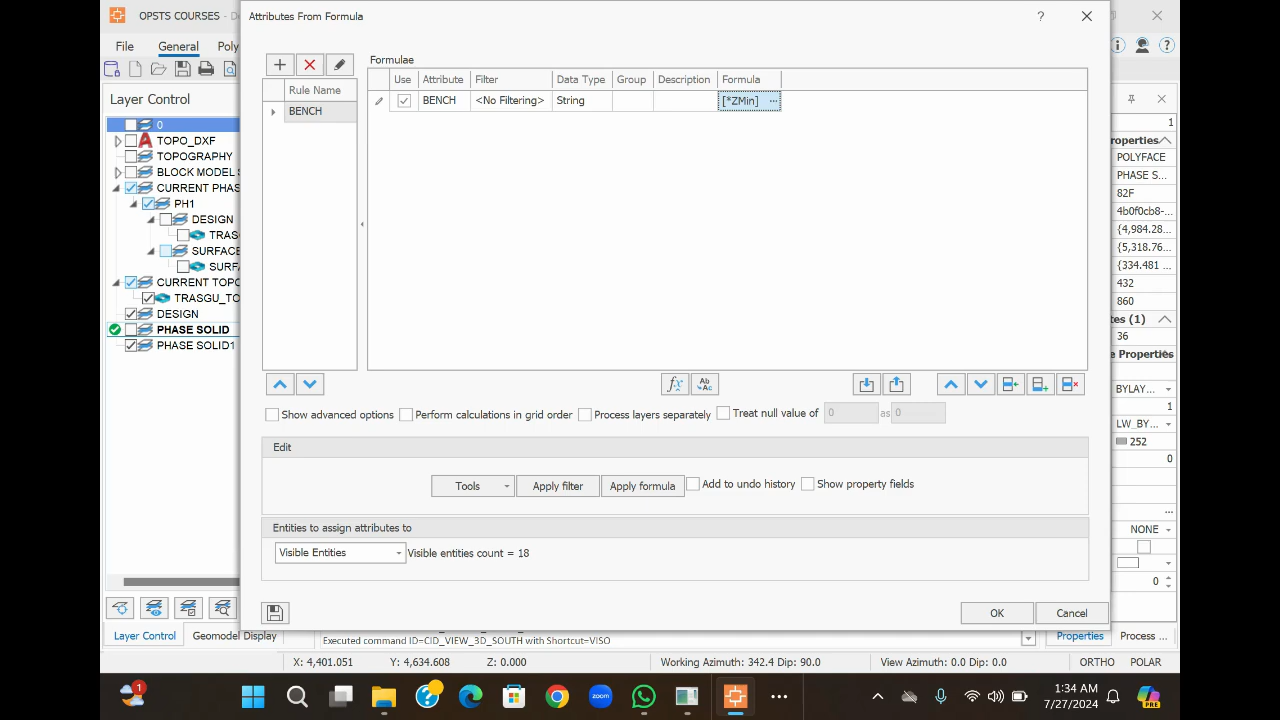 OPSTS COURSES - De
Attributes From Formula
?
File
General
Poly
Layer Control
0
TOPO_DXF
TOPOGRAPHY
BLOCK MODEL S
CURRENT PHAS
PH1
DESIGN
TRAS
SURFACE
SURF
CURRENT TOPO
TRASGU_TO
DESIGN
PHASE SOLID
PHASE SOLID1
Rule Name
BENCH
Formulae
Use
Attribute
Filter
Data Type
Group
Description
Formula
BENCH
<No Filtering>
String
[*ZMin]
...
Show advanced options
Perform calculations in grid order
Process layers separately
Treat null value of
0
as
0
Edit
Tools
Apply filter
Apply formula
Add to undo history
Show property fields
Entities to assign attributes to
Visible Entities
Visible entities count = 18
OK
Cancel
1
roperties
POLYFACE
PHASE S...
82F
4b0f0cb8-...
{4,984.28...
{5,318.76...
{334.481 ...
432
860
tes (1)
36
e Properties
BYLAY...
1
LW_BY...
252
0
...
NONE
0
Layer Control
Geomodel Display
Executed command ID=CID_VIEW_3D_SOUTH with Shortcut=VISO
Properties
Process ...
X: 4,401.051
Y: 4,634.608
Z: 0.000
Working Azimuth: 342.4 Dip: 90.0
View Azimuth: 0.0 Dip: 0.0
ORTHO
POLAR
1
zoom
1:34 AM
7/27/2024
PRE